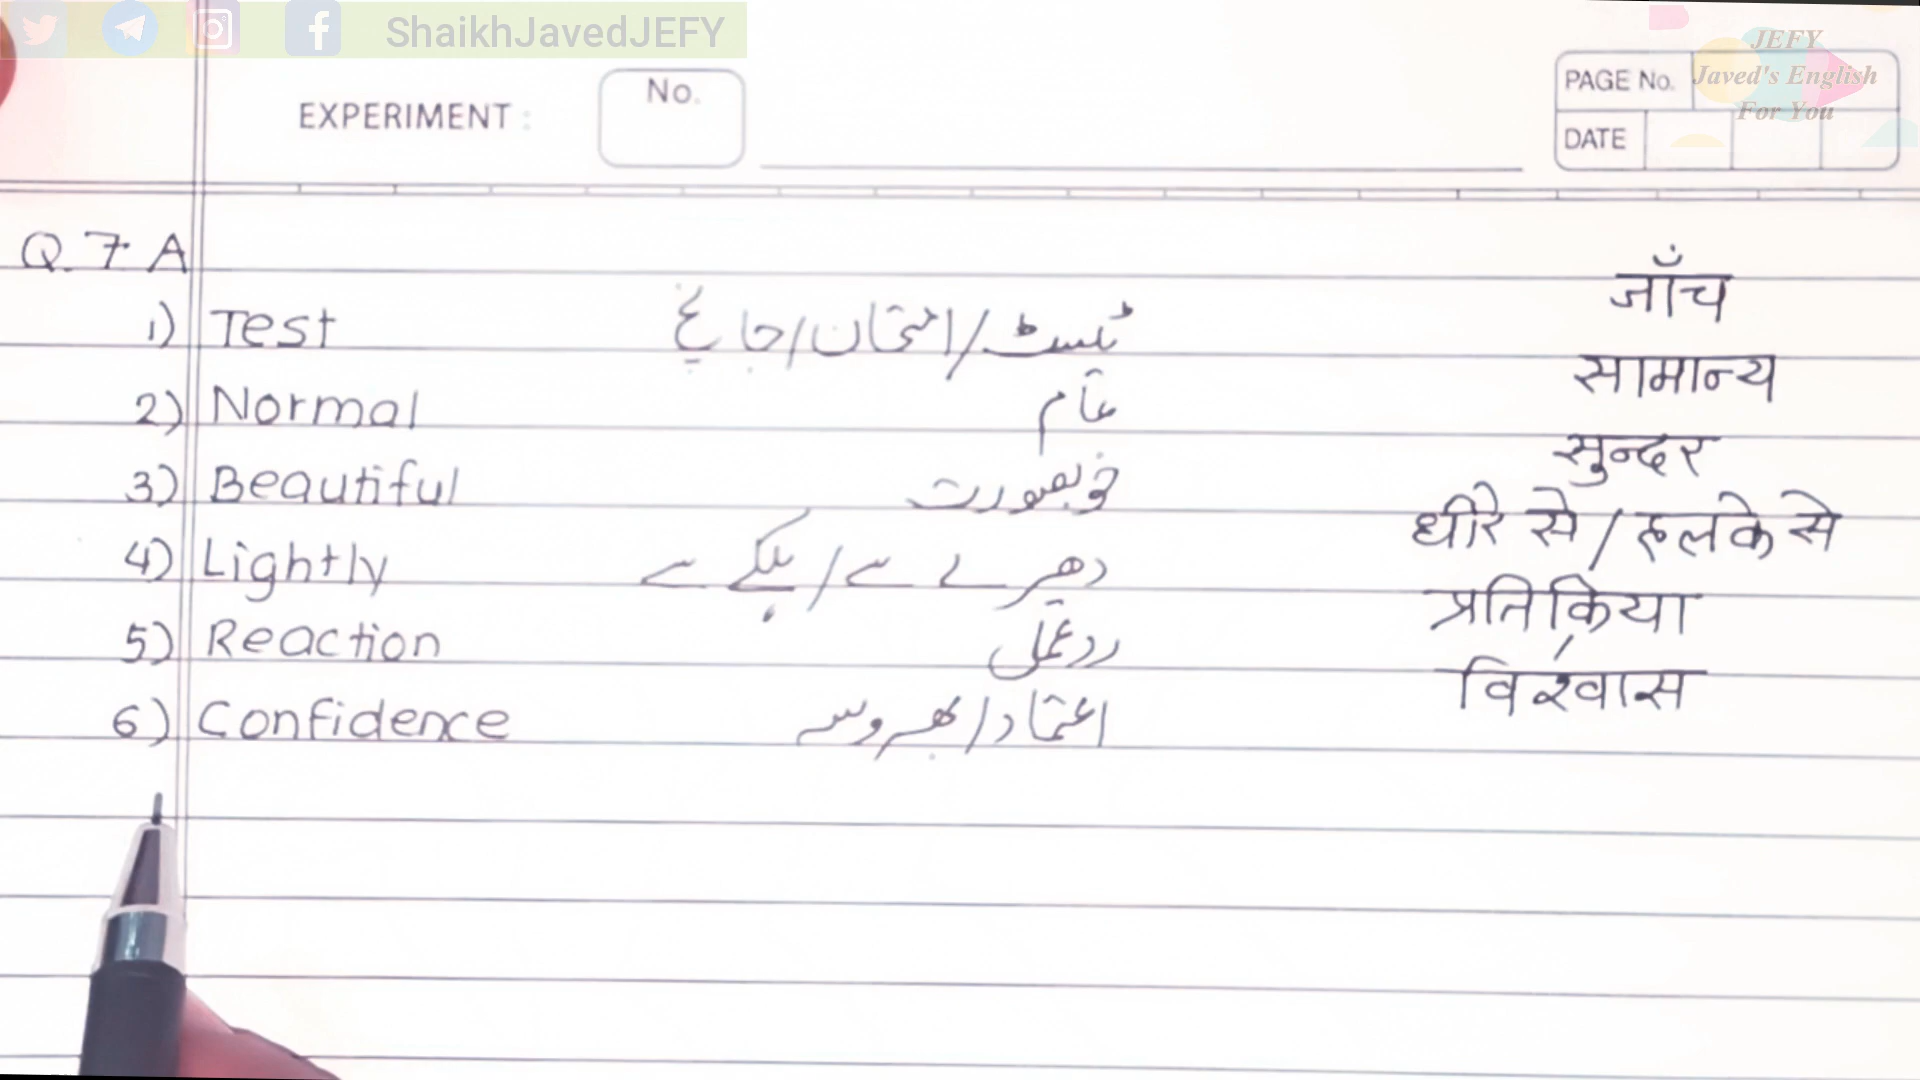 ShaikhJavedJEFY
JEFY
Javed's English
For You
EXPERIMENT :
No.
PAGE No.
DATE
Q.7 A
1) Test ٹیسٹ/امتحان/جانچ जाँच
2) Normal عام सामान्य
3) Beautiful خوبصورت सुन्दर
4) Lightly دھیرے سے/ہلکے سے धीरे से/हलके से
5) Reaction ردعمل प्रतिक्रिया
6) Confidence اعتماد/بھروسہ विश्वास